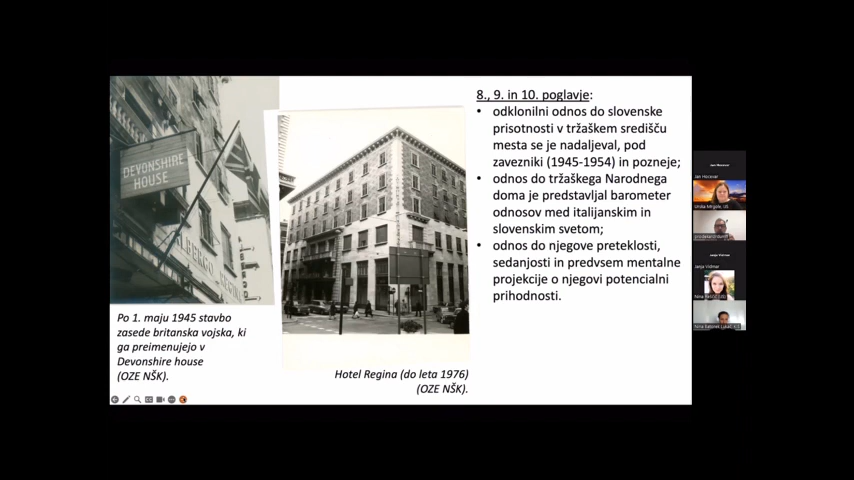 DEVONSHIRE
HOUSE
ALBERGO REGINA
Po 1. maju 1945 stavbo
zasede britanska vojska, ki
ga preimenujejo v
Devonshire house
(OZE NŠK).
Hotel Regina (do leta 1976)
(OZE NŠK).
8., 9. in 10. poglavje:
• odklonilni odnos do slovenske
prisotnosti v tržaškem središču
mesta se je nadaljeval, pod
zavezniki (1945-1954) in pozneje;
• odnos do tržaškega Narodnega
doma je predstavljal barometer
odnosov med italijanskim in
slovenskim svetom;
• odnos do njegove preteklosti,
sedanjosti in predvsem mentalne
projekcije o njegovi potencialni
prihodnosti.
Janja Vidmar